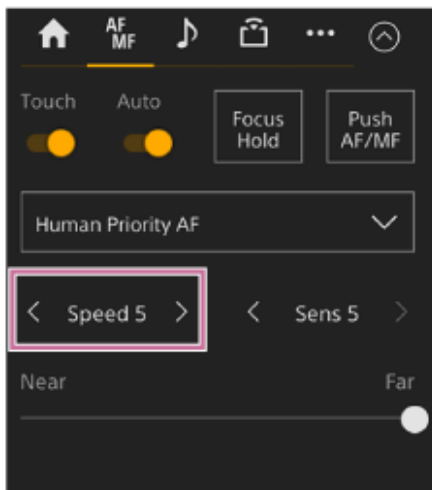 AF
MF
Touch Auto
Focus
Hold
Push
AF/MF
Human Priority AF
Speed 5
Sens 5
Near Far